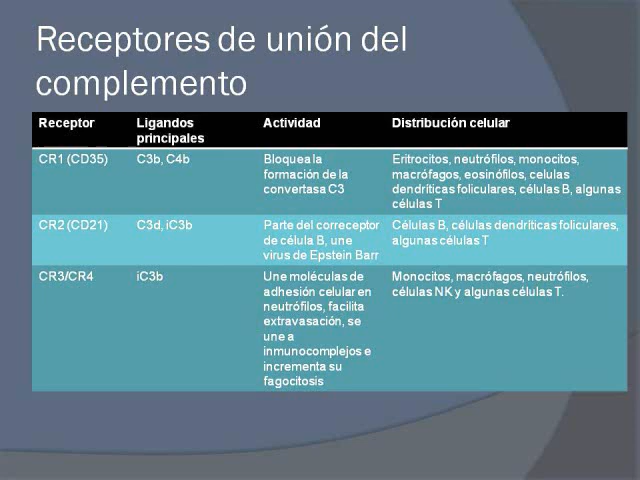 Receptores de unión del
complemento
Receptor
Ligandos
principales
Actividad
Distribución celular
CR1 (CD35)
C3b, C4b
Bloquea la
formación de la
convertasa C3
Eritrocitos, neutrófilos, monocitos,
macrófagos, eosinófilos, celulas
dendríticas foliculares, células B, algunas
células T
CR2 (CD21)
C3d, iC3b
Parte del correceptor
de célula B, une
virus de Epstein Barr
Células B, células dendríticas foliculares,
algunas células T
CR3/CR4
iC3b
Une moléculas de
adhesión celular en
neutrófilos, facilita
extravasación, se
une a
inmunocomplejos e
incrementa su
fagocitosis
Monocitos, macrófagos, neutrófilos,
células NK y algunas células T.